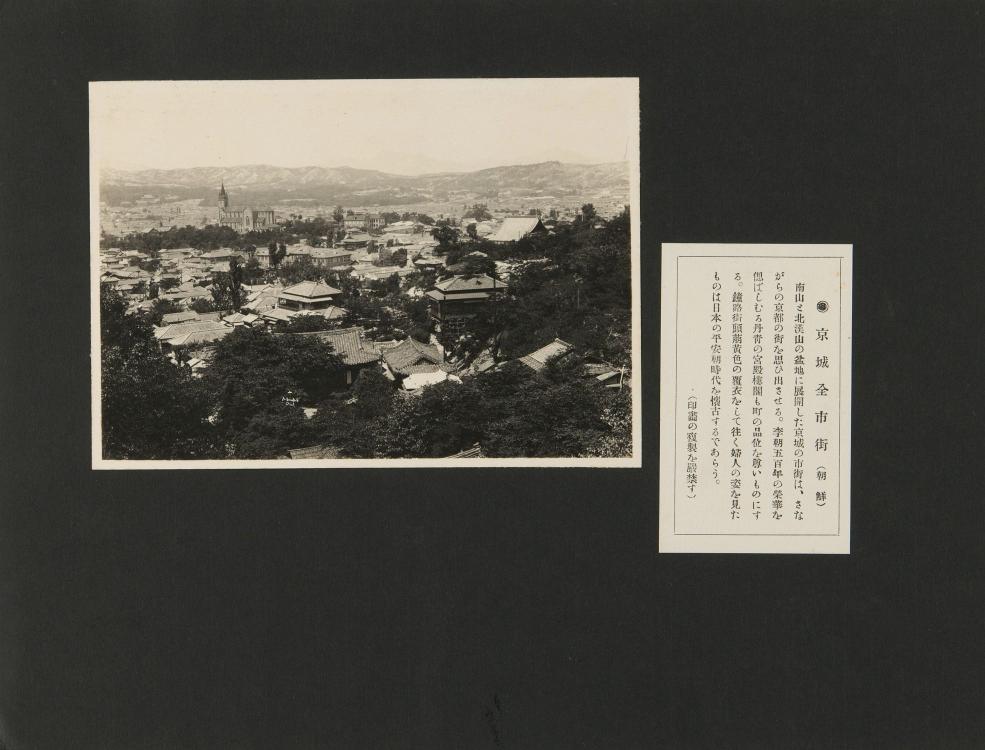 京城全市街（朝鮮）
南山と北漢山の盆地に展開した京城の市街は、さな
がらの京都の街を思ひ出させる。李朝五百年の榮華を
偲ばしむる丹青の宮殿樓閣も町の品位を尊いものにす
る。鐘路街頭萠黄色の覆衣をして往く婦人の姿を見た
ものは日本の平安朝時代を懷古するであらう。
（印畵の複製を嚴禁す）